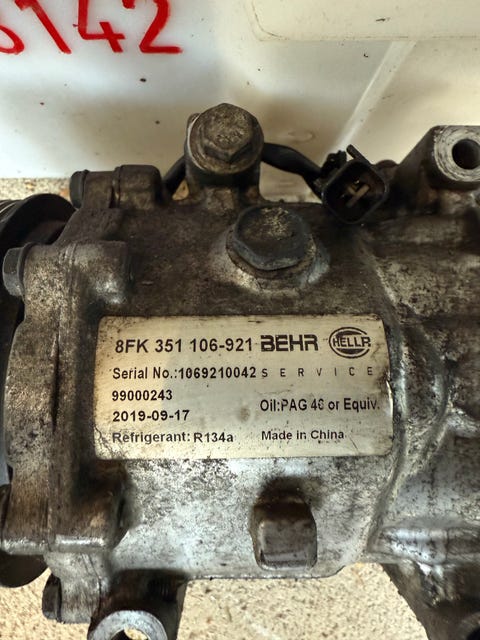 142
8FK 351 106-921 BEHR HELLA
Serial No.:1069210042 SERVICE
99000243
2019-09-17 Oil:PAG 46 or Equiv.
Refrigerant: R134a Made in China